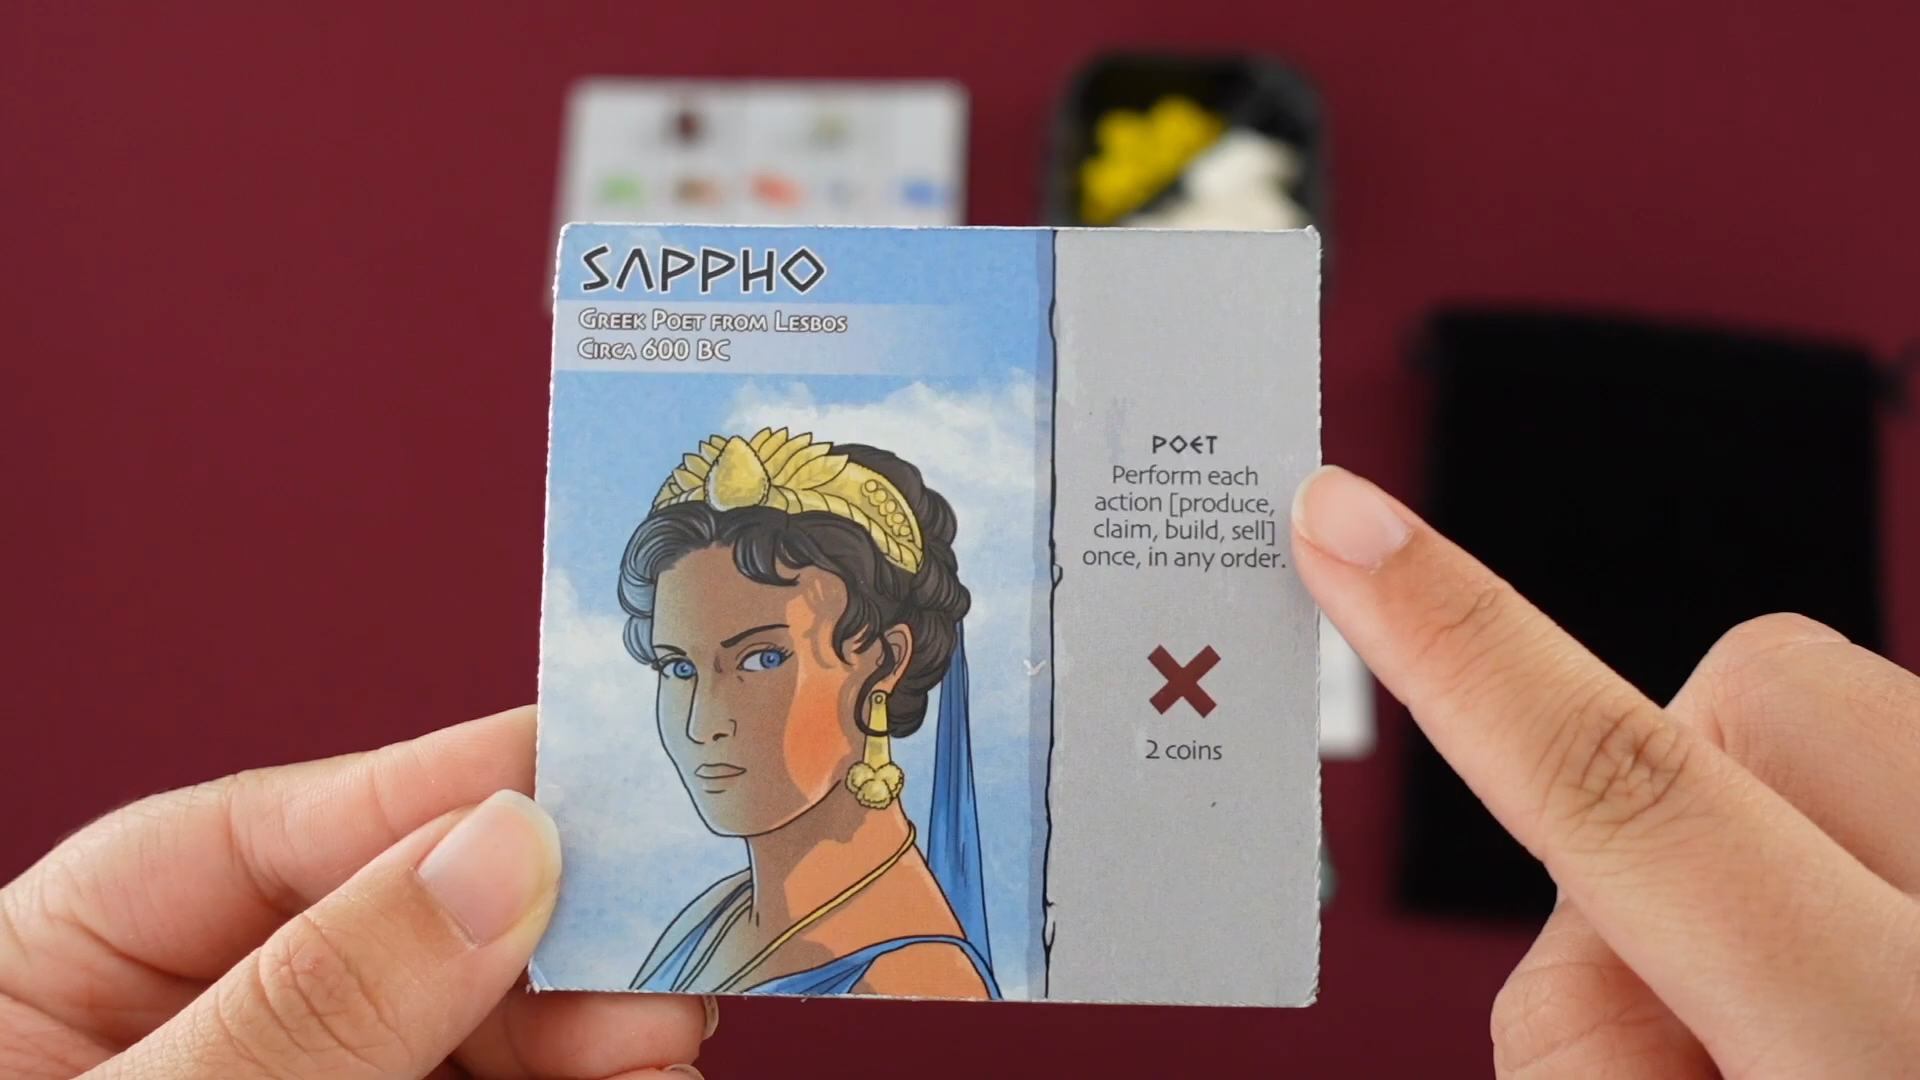 SAPPHO
Greek Poet from Lesbos
Circa 600 BC
POET
Perform each
action [produce,
claim, build, sell]
once, in any order.
2 coins